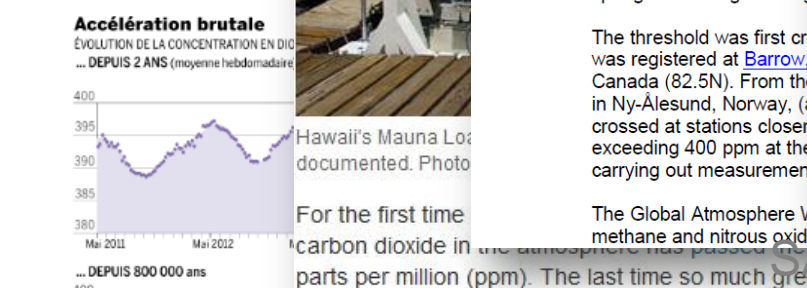 Accélération brutale
ÉVOLUTION DE LA CONCENTRATION EN DIO
... DEPUIS 2 ANS (moyenne hebdomadaire
400
395
390
385
380
Mai 2011
Mai 2012
... DEPUIS 800 000 ans
Hawaii's Mauna Loa
documented. Photo
For the first time
carbon dioxide in the atmosphere has passed
parts per million (ppm). The last time so much gre
The threshold was first cr
was registered at Barrow,
Canada (82.5N). From the
in Ny-Ålesund, Norway, (a
crossed at stations closer
exceeding 400 ppm at the
carrying out measuremen
The Global Atmosphere W
methane and nitrous oxid